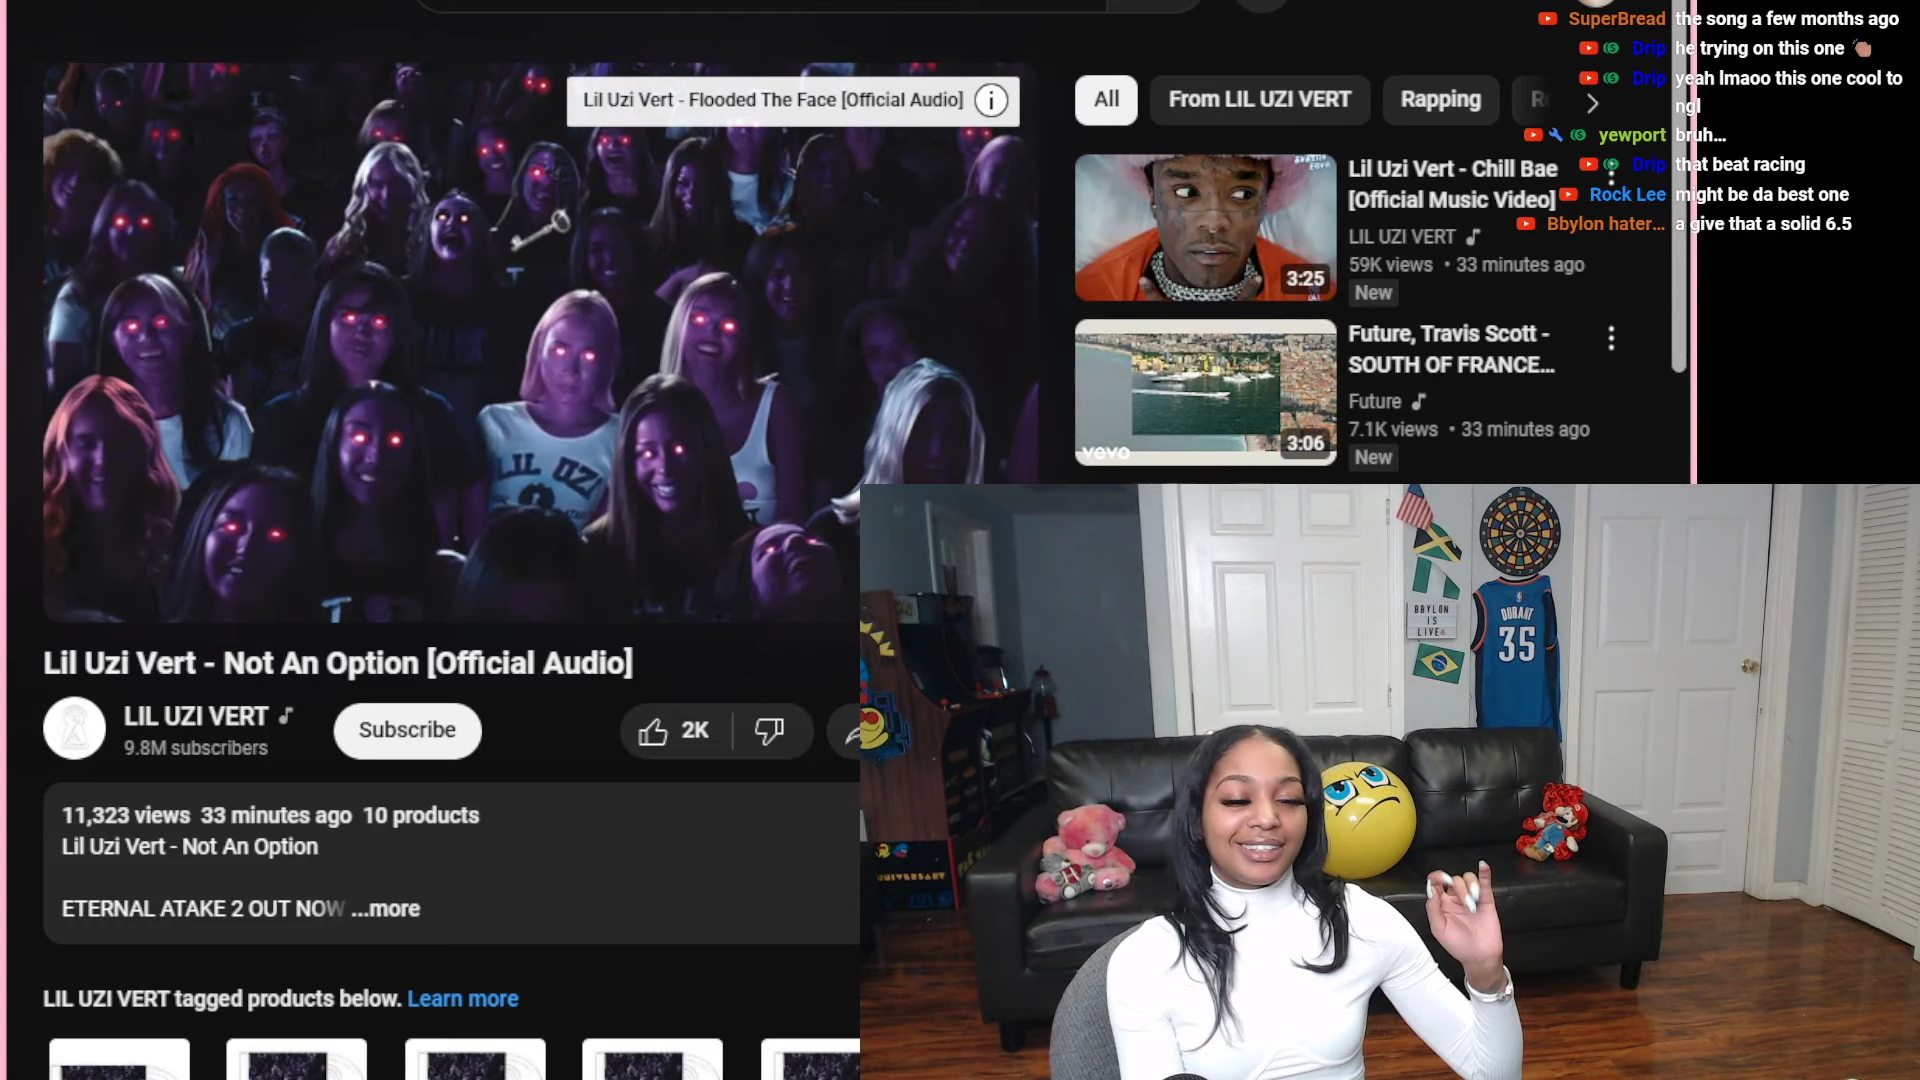 Lil Uzi Vert - Flooded The Face [Official Audio]
LIL UZI
Lil Uzi Vert - Not An Option [Official Audio]
LIL UZI VERT
9.8M subscribers
Subscribe
2K
11,323 views 33 minutes ago 10 products
Lil Uzi Vert - Not An Option
ETERNAL ATAKE 2 OUT NOW ...more
LIL UZI VERT tagged products below. Learn more
All
From LIL UZI VERT
Rapping
Lil Uzi Vert - Chill Bae
[Official Music Video]
LIL UZI VERT
59K views • 33 minutes ago
New
3:25
Future, Travis Scott -
SOUTH OF FRANCE...
Future
7.1K views • 33 minutes ago
New
vevo
3:06
SuperBread the song a few months ago
Drip he trying on this one
Drip yeah lmaoo this one cool to
ngl
yewport bruh...
Drip that beat racing
Rock Lee might be da best one
Bbylon hater... a give that a solid 6.5
BBYLON
IS
LIVE
DURANT
35